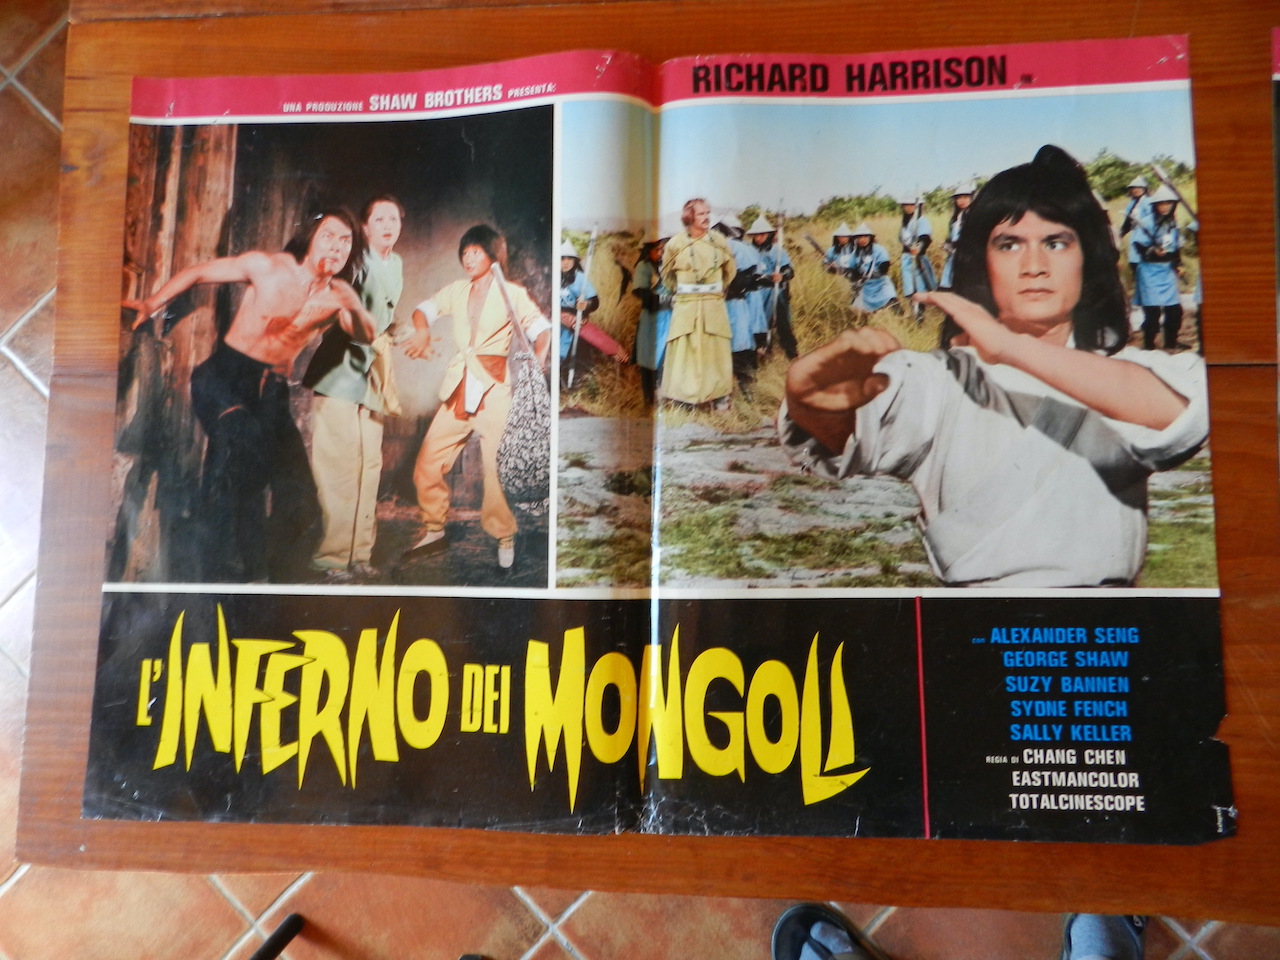 UNA PRODUZIONE SHAW BROTHERS PRESENTA:
RICHARD HARRISON IN
L'INFERNO DEI MONGOLI
con ALEXANDER SENG
GEORGE SHAW
SUZY BANNEN
SYDNE FENCH
SALLY KELLER
REGIA DI CHANG CHEN
EASTMANCOLOR
TOTALCINESCOPE